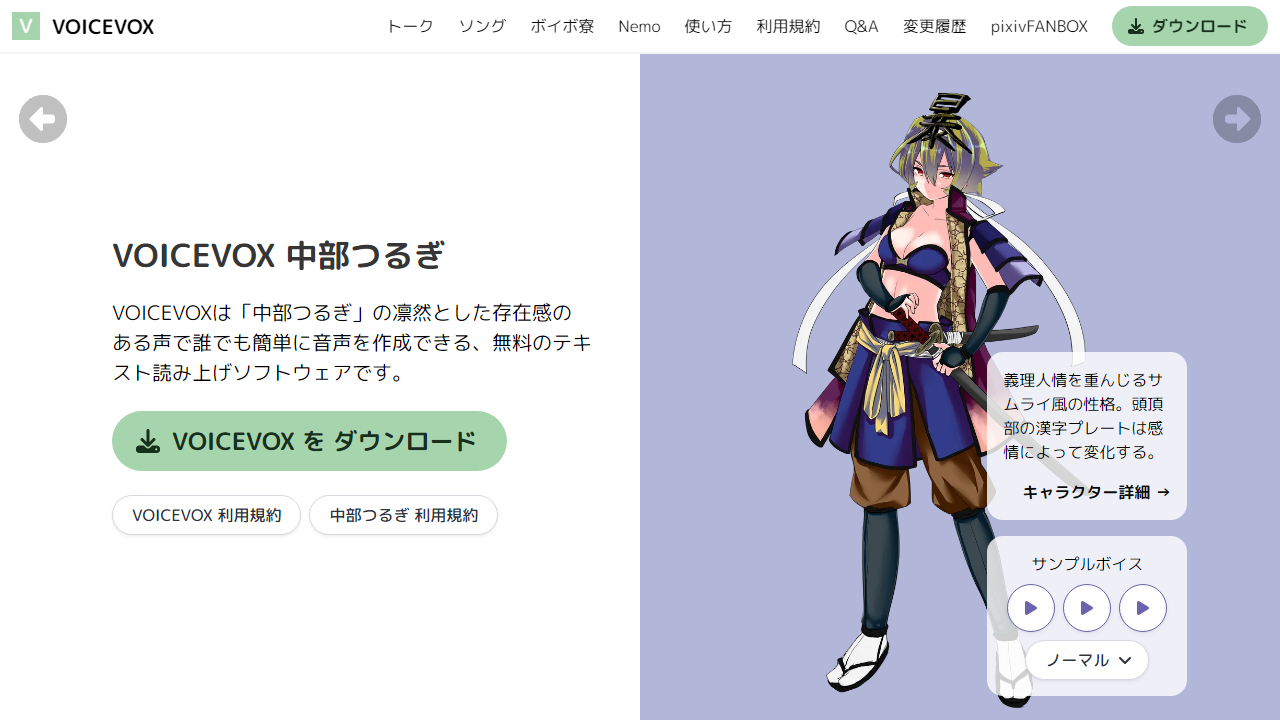 V VOICEVOX トーク ソング ボイボ寮 Nemo 使い方 利用規約 Q&A 変更履歴 pixivFANBOX ダウンロード
VOICEVOX 中部つるぎ
VOICEVOXは「中部つるぎ」の凛然とした存在感の
ある声で誰でも簡単に音声を作成できる、無料のテキ
スト読み上げソフトウェアです。
VOICEVOX を ダウンロード
VOICEVOX 利用規約 中部つるぎ 利用規約
義理人情を重んじるサ
ムライ風の性格。頭頂
部の漢字プレートは感
情によって変化する。
キャラクター詳細 →
サンプルボイス
ノーマル